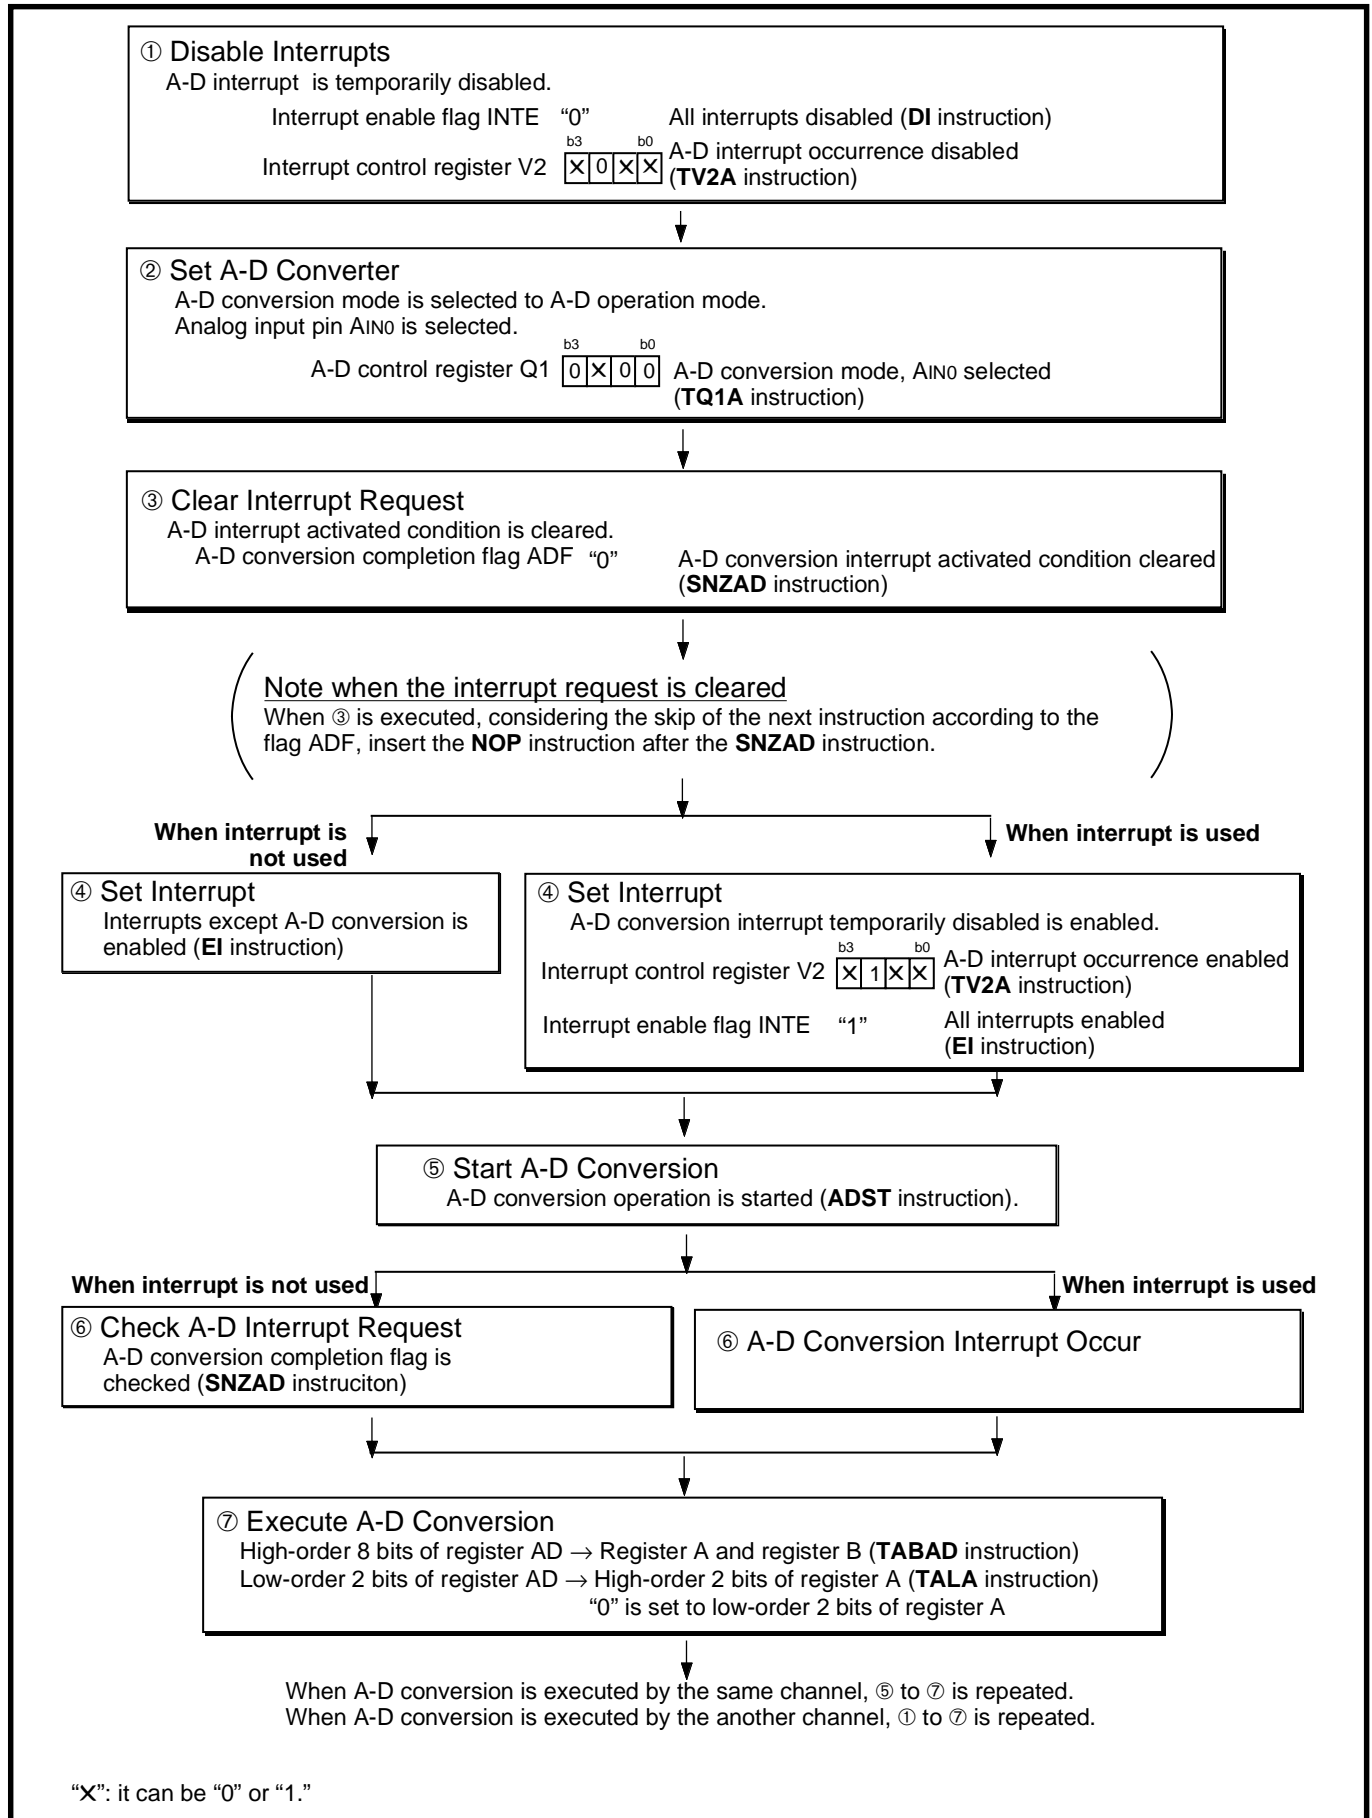 ① Disable Interrupts
A-D interrupt is temporarily disabled.
Interrupt enable flag INTE “0” All interrupts disabled (DI instruction)
b3 b0
Interrupt control register V2 X 0 X X A-D interrupt occurrence disabled
(TV2A instruction)
② Set A-D Converter
A-D conversion mode is selected to A-D operation mode.
Analog input pin AIN0 is selected.
b3 b0
A-D control register Q1 0 X 0 0 A-D conversion mode, AIN0 selected
(TQ1A instruction)
③ Clear Interrupt Request
A-D interrupt activated condition is cleared.
A-D conversion completion flag ADF “0” A-D conversion interrupt activated condition cleared
(SNZAD instruction)
Note when the interrupt request is cleared
When ③ is executed, considering the skip of the next instruction according to the
flag ADF, insert the NOP instruction after the SNZAD instruction.
When interrupt is
not used
When interrupt is used
④ Set Interrupt
Interrupts except A-D conversion is
enabled (EI instruction)
④ Set Interrupt
A-D conversion interrupt temporarily disabled is enabled.
b3 b0
Interrupt control register V2 X 1 X X A-D interrupt occurrence enabled
(TV2A instruction)
Interrupt enable flag INTE “1” All interrupts enabled
(EI instruction)
⑤ Start A-D Conversion
A-D conversion operation is started (ADST instruction).
When interrupt is not used
When interrupt is used
⑥ Check A-D Interrupt Request
A-D conversion completion flag is
checked (SNZAD instruciton)
⑥ A-D Conversion Interrupt Occur
⑦ Execute A-D Conversion
High-order 8 bits of register AD → Register A and register B (TABAD instruction)
Low-order 2 bits of register AD → High-order 2 bits of register A (TALA instruction)
“0” is set to low-order 2 bits of register A
When A-D conversion is executed by the same channel, ⑤ to ⑦ is repeated.
When A-D conversion is executed by the another channel, ① to ⑦ is repeated.
“X”: it can be “0” or “1.”